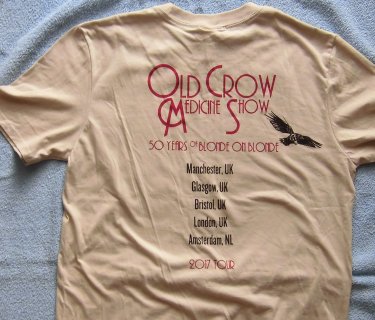 Old Crow
Medicine Show
50 Years of Blonde on Blonde
Manchester, UK
Glasgow, UK
Bristol, UK
London, UK
Amsterdam, NL
2017 Tour